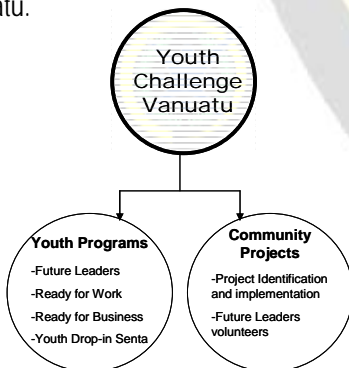 atu.
Youth
Challenge
Vanuatu
Youth Programs
-Future Leaders
-Ready for Work
-Ready for Business
-Youth Drop-in Senta
Community
Projects
-Project Identification
and implementation
-Future Leaders
volunteers